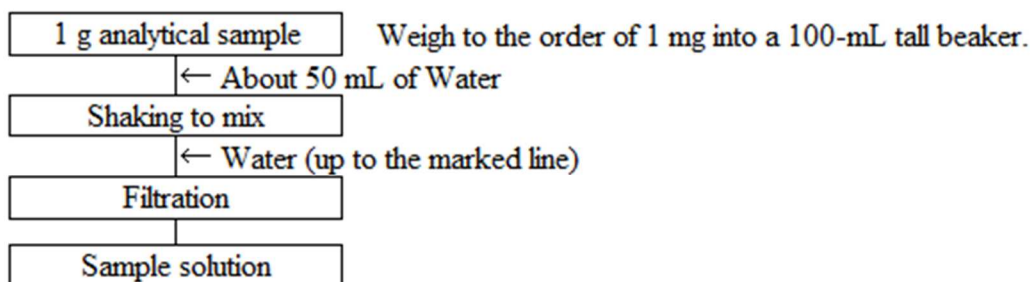 1 g analytical sample Weigh to the order of 1 mg into a 100-mL tall beaker.
← About 50 mL of Water
Shaking to mix
← Water (up to the marked line)
Filtration
Sample solution